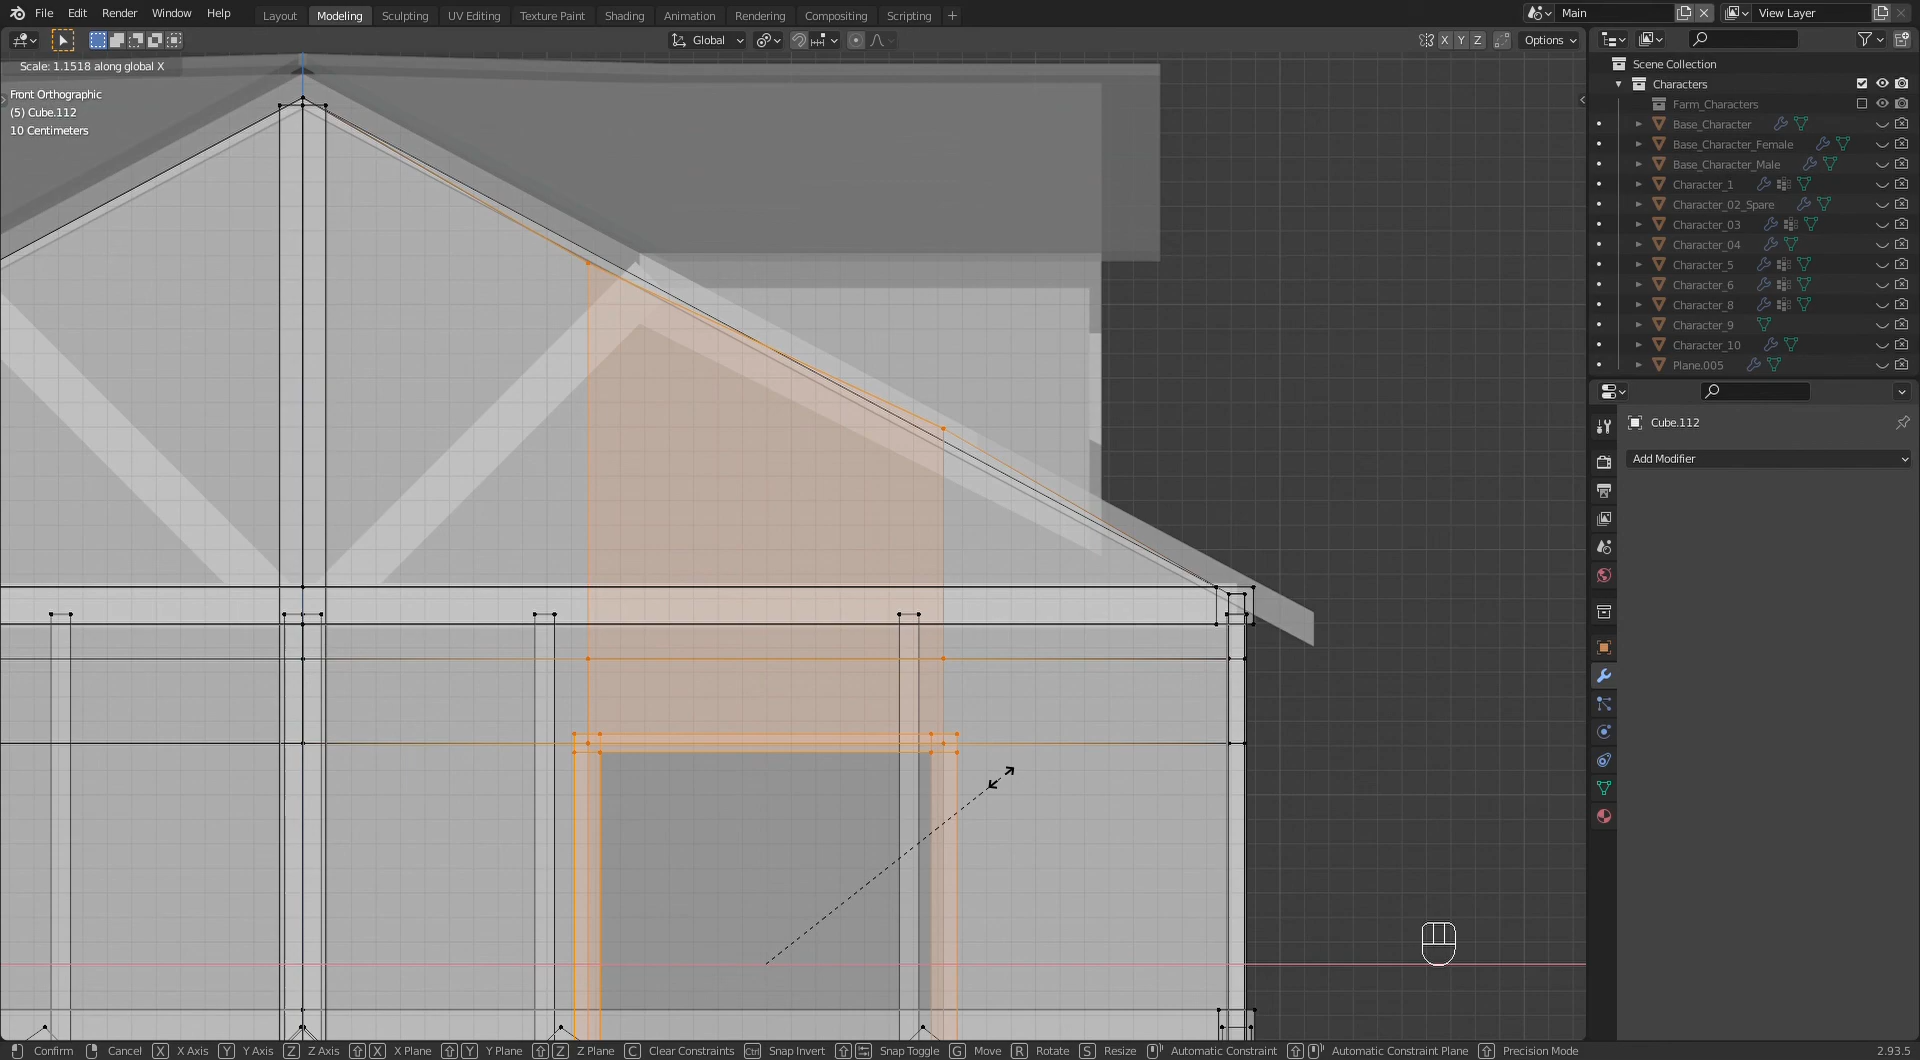 File Edit Render Window Help
Layout Modeling Sculpting UV Editing Texture Paint Shading Animation Rendering Compositing Scripting +
Main
View Layer
Global
X Y Z
Options
Scale: 1.1518 along global X
Front Orthographic
(5) Cube.112
10 Centimeters
Scene Collection
Characters
Farm_Characters
Base_Character
Base_Character_Female
Base_Character_Male
Character_1
Character_02_Spare
Character_03
Character_04
Character_5
Character_6
Character_8
Character_9
Character_10
Plane.005
Cube.112
Add Modifier
Confirm Cancel X X Axis Y Y Axis Z Z Axis X X Plane Y Y Plane Z Z Plane C Clear Constraints Ctrl Snap Invert Snap Toggle G Move R Rotate S Resize Automatic Constraint Automatic Constraint Plane Precision Mode 2.93.5